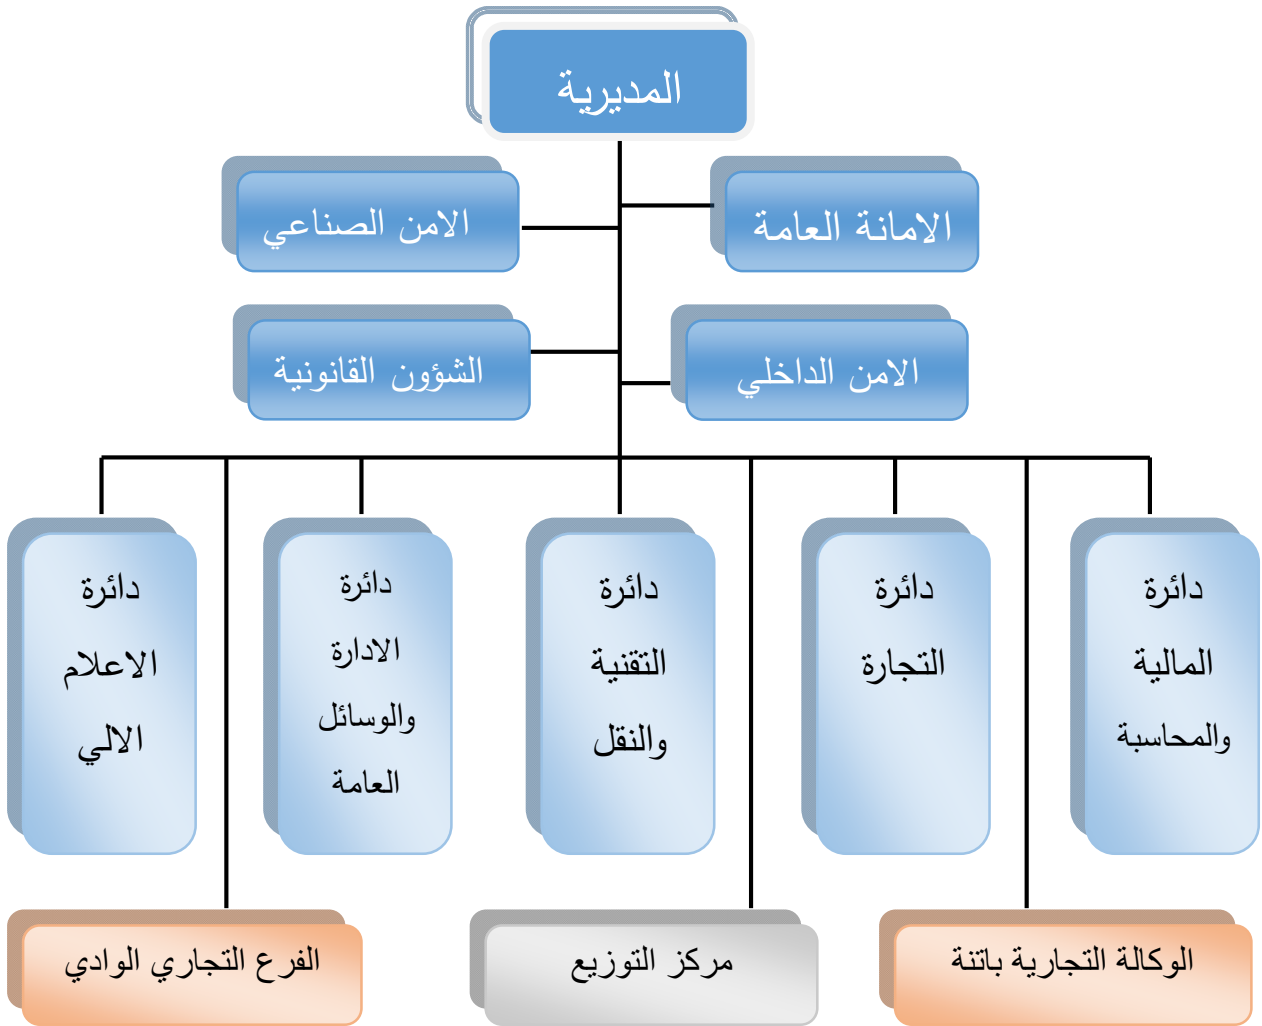 المديرية
الامانة العامة
الامن الصناعي
الامن الداخلي
الشؤون القانونية
دائرة
المالية
والمحاسبة
دائرة
التجارة
دائرة
التقنية
والنقل
دائرة
الادارة
والوسائل
العامة
دائرة
الاعلام
الالي
الوكالة التجارية باتنة
مركز التوزيع
الفرع التجاري الوادي